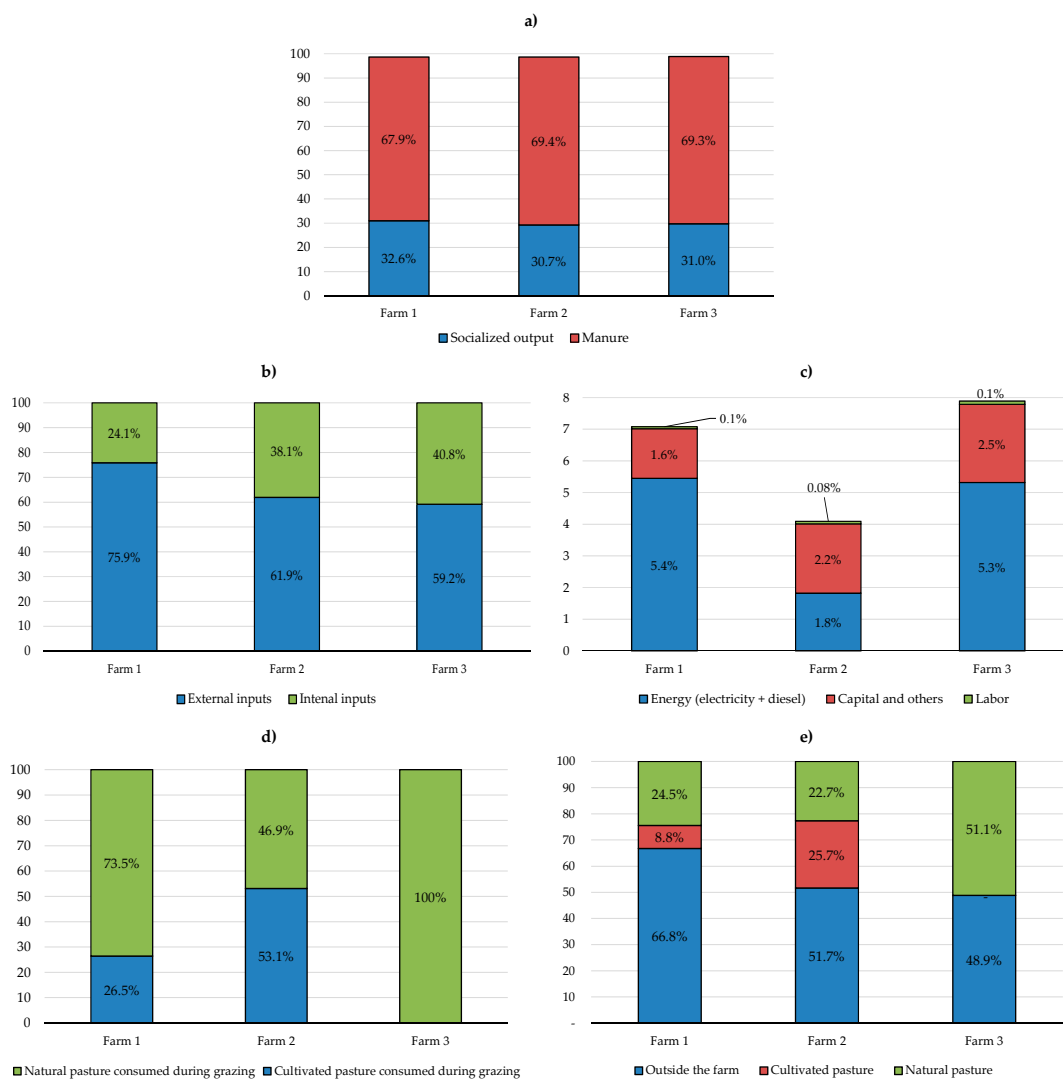 a)
100
90
80
70
60
50
40
30
20
10
0
67.9%
69.4%
69.3%
32.6%
30.7%
31.0%
Farm 1
Farm 2
Farm 3
Socialized output
Manure
b)
100
90
80
70
60
50
40
30
20
10
0
24.1%
38.1%
40.8%
75.9%
61.9%
59.2%
Farm 1
Farm 2
Farm 3
External inputs
Intenal inputs
c)
8
7
6
5
4
3
2
1
0
0.1%
0.1%
1.6%
2.5%
0.08%
2.2%
5.4%
1.8%
5.3%
Farm 1
Farm 2
Farm 3
Energy (electricity + diesel)
Capital and others
Labor
d)
100
90
80
70
60
50
40
30
20
10
0
73.5%
46.9%
100%
26.5%
53.1%
Farm 1
Farm 2
Farm 3
Natural pasture consumed during grazing
Cultivated pasture consumed during grazing
e)
100
90
80
70
60
50
40
30
20
10
-
24.5%
22.7%
51.1%
8.8%
25.7%
-
66.8%
51.7%
48.9%
Farm 1
Farm 2
Farm 3
Outside the farm
Cultivated pasture
Natural pasture